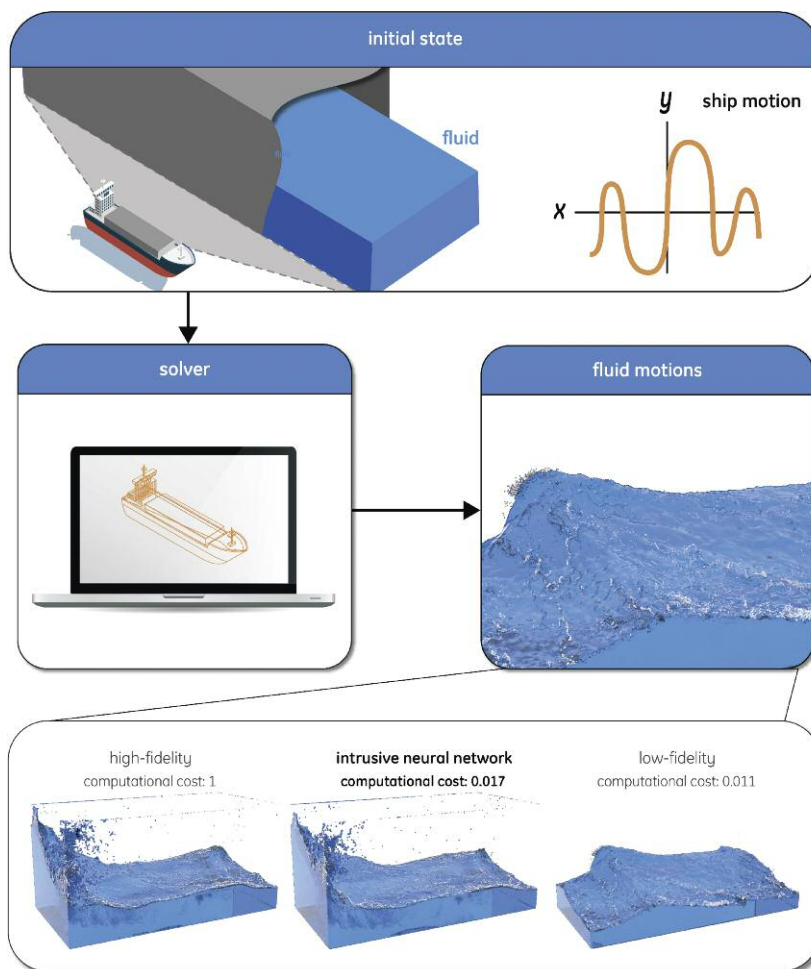 initial state
fluid
y
ship motion
x
solver
fluid motions
high-fidelity
computational cost: 1
intrusive neural network
computational cost: 0.017
low-fidelity
computational cost: 0.011